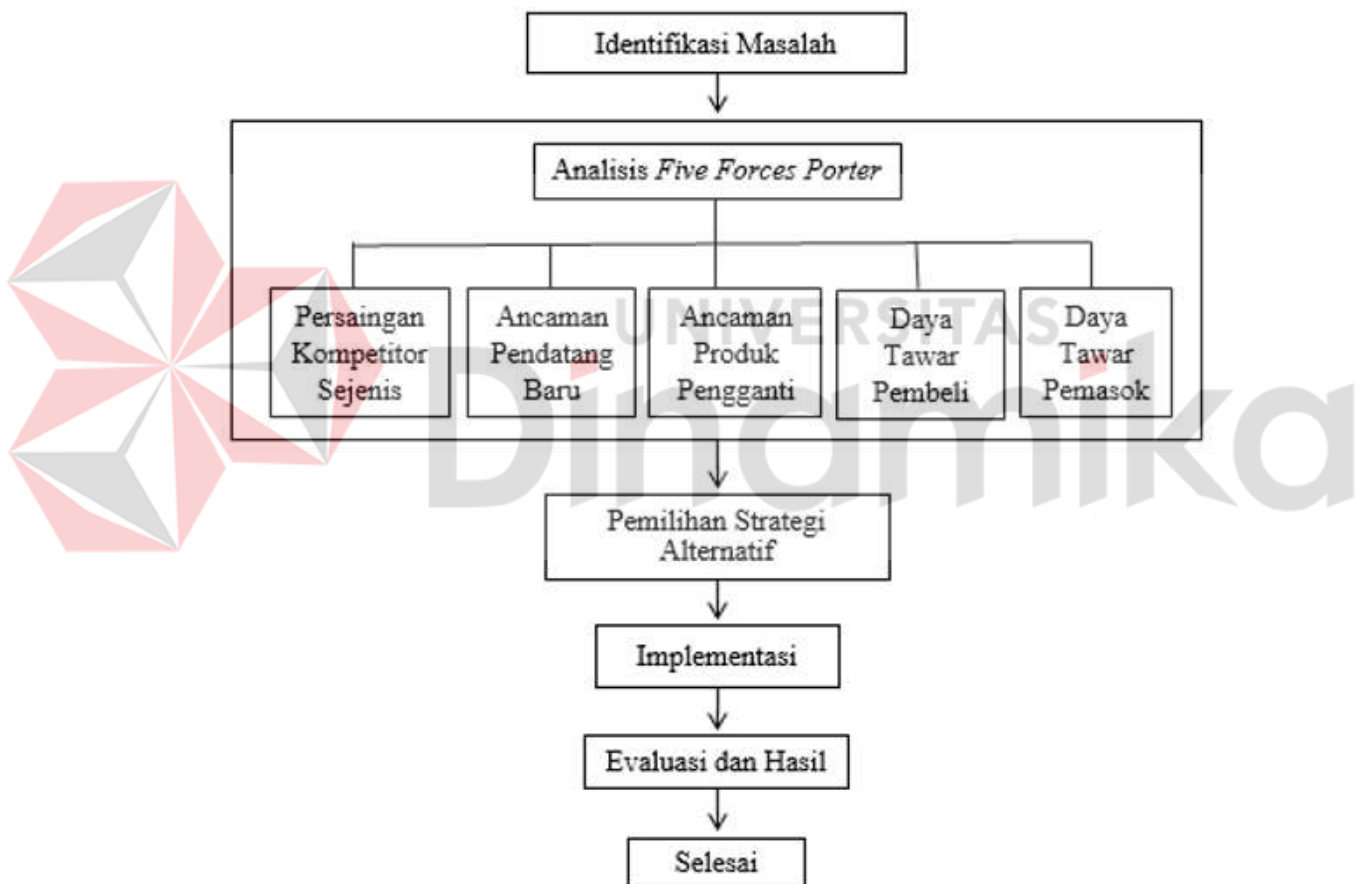 Identifikasi Masalah
Analisis Five Forces Porter
Persaingan
Kompetitor
Sejenis
Ancaman
Pendatang
Baru
Ancaman
Produk
Pengganti
Daya
Tawar
Pembeli
Daya
Tawar
Pemasok
UNIVERSITAS
Dinamika
Pemilihan Strategi
Alternatif
Implementasi
Evaluasi dan Hasil
Selesai